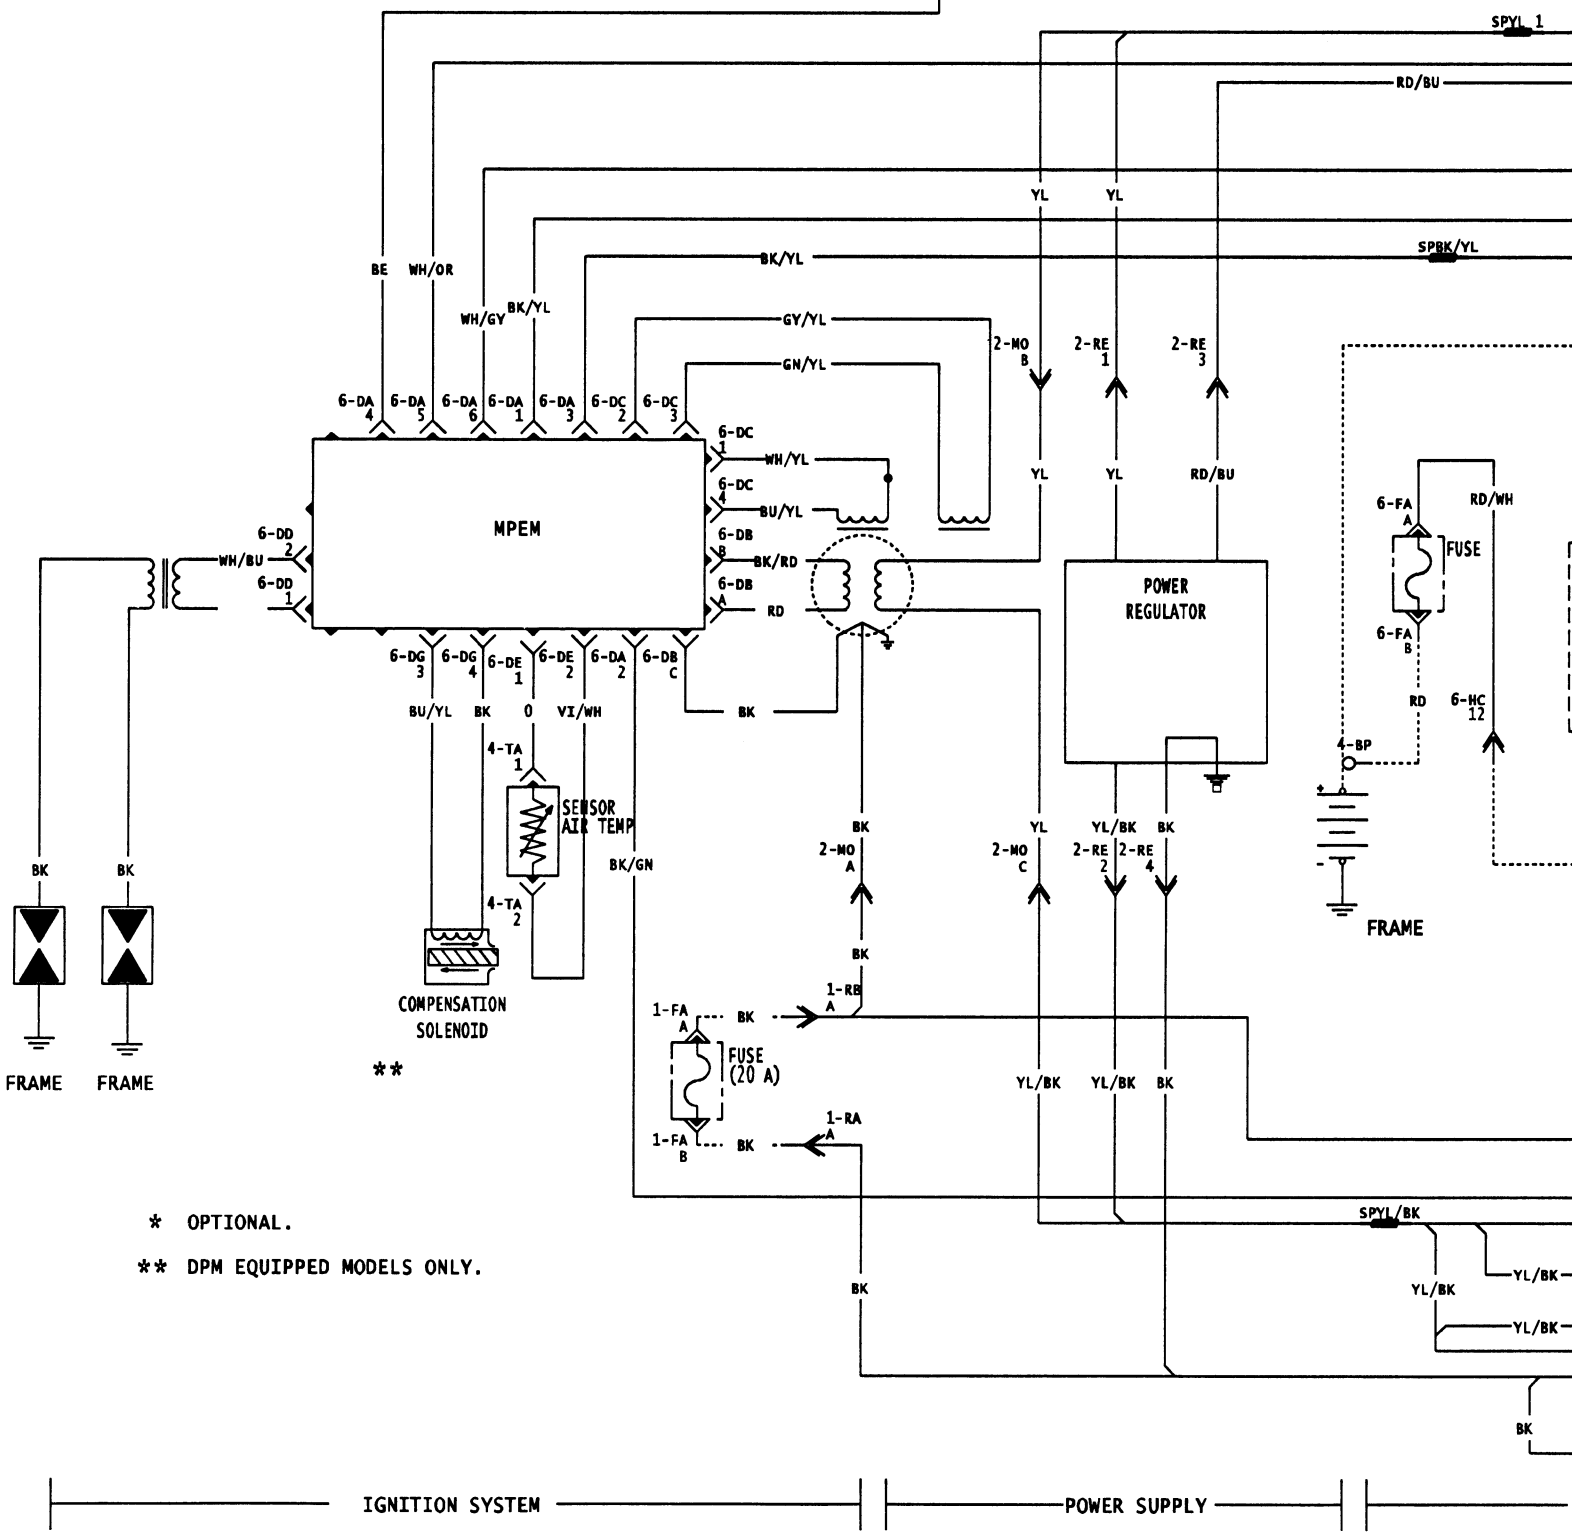 SPYL 1
RD/BU
YL YL
SPBK/YL
BE WH/OR BK/YL
WH/GY BK/YL
GY/YL
2-MO B 2-RE 1 2-RE 3
GN/YL
6-DA 4 6-DA 5 6-DA 6 6-DA 1 6-DA 3 6-DC 2 6-DC 3
6-DC 1
WH/YL
YL YL RD/BU
6-DC 4
BU/YL
RD/WH
6-FA A
MPEM
6-DD 2
6-DB B
FUSE
WH/BU
BK/RD
6-DD 1
6-DB A
RD
POWER
REGULATOR
6-FA B
6-DG 3 6-DG 4 6-DE 1 6-DE 2 6-DA 2 6-DB C
RD
6-HC 12
BU/YL BK O VI/WH BK
4-TA 1
4-BP
+
SENSOR
AIR TEMP
BK YL YL/BK BK
2-MO A 2-MO C 2-RE 2 2-RE 4
-
BK BK BK/GN
4-TA 2
FRAME
BK
COMPENSATION
SOLENOID
1-RB A
1-FA A
BK
FUSE
(20 A)
**
FRAME FRAME
YL/BK YL/BK BK
1-RA A
1-FA B
BK
* OPTIONAL.
SPYL/BK
** DPM EQUIPPED MODELS ONLY.
YL/BK
BK
YL/BK
YL/BK
BK
IGNITION SYSTEM
POWER SUPPLY